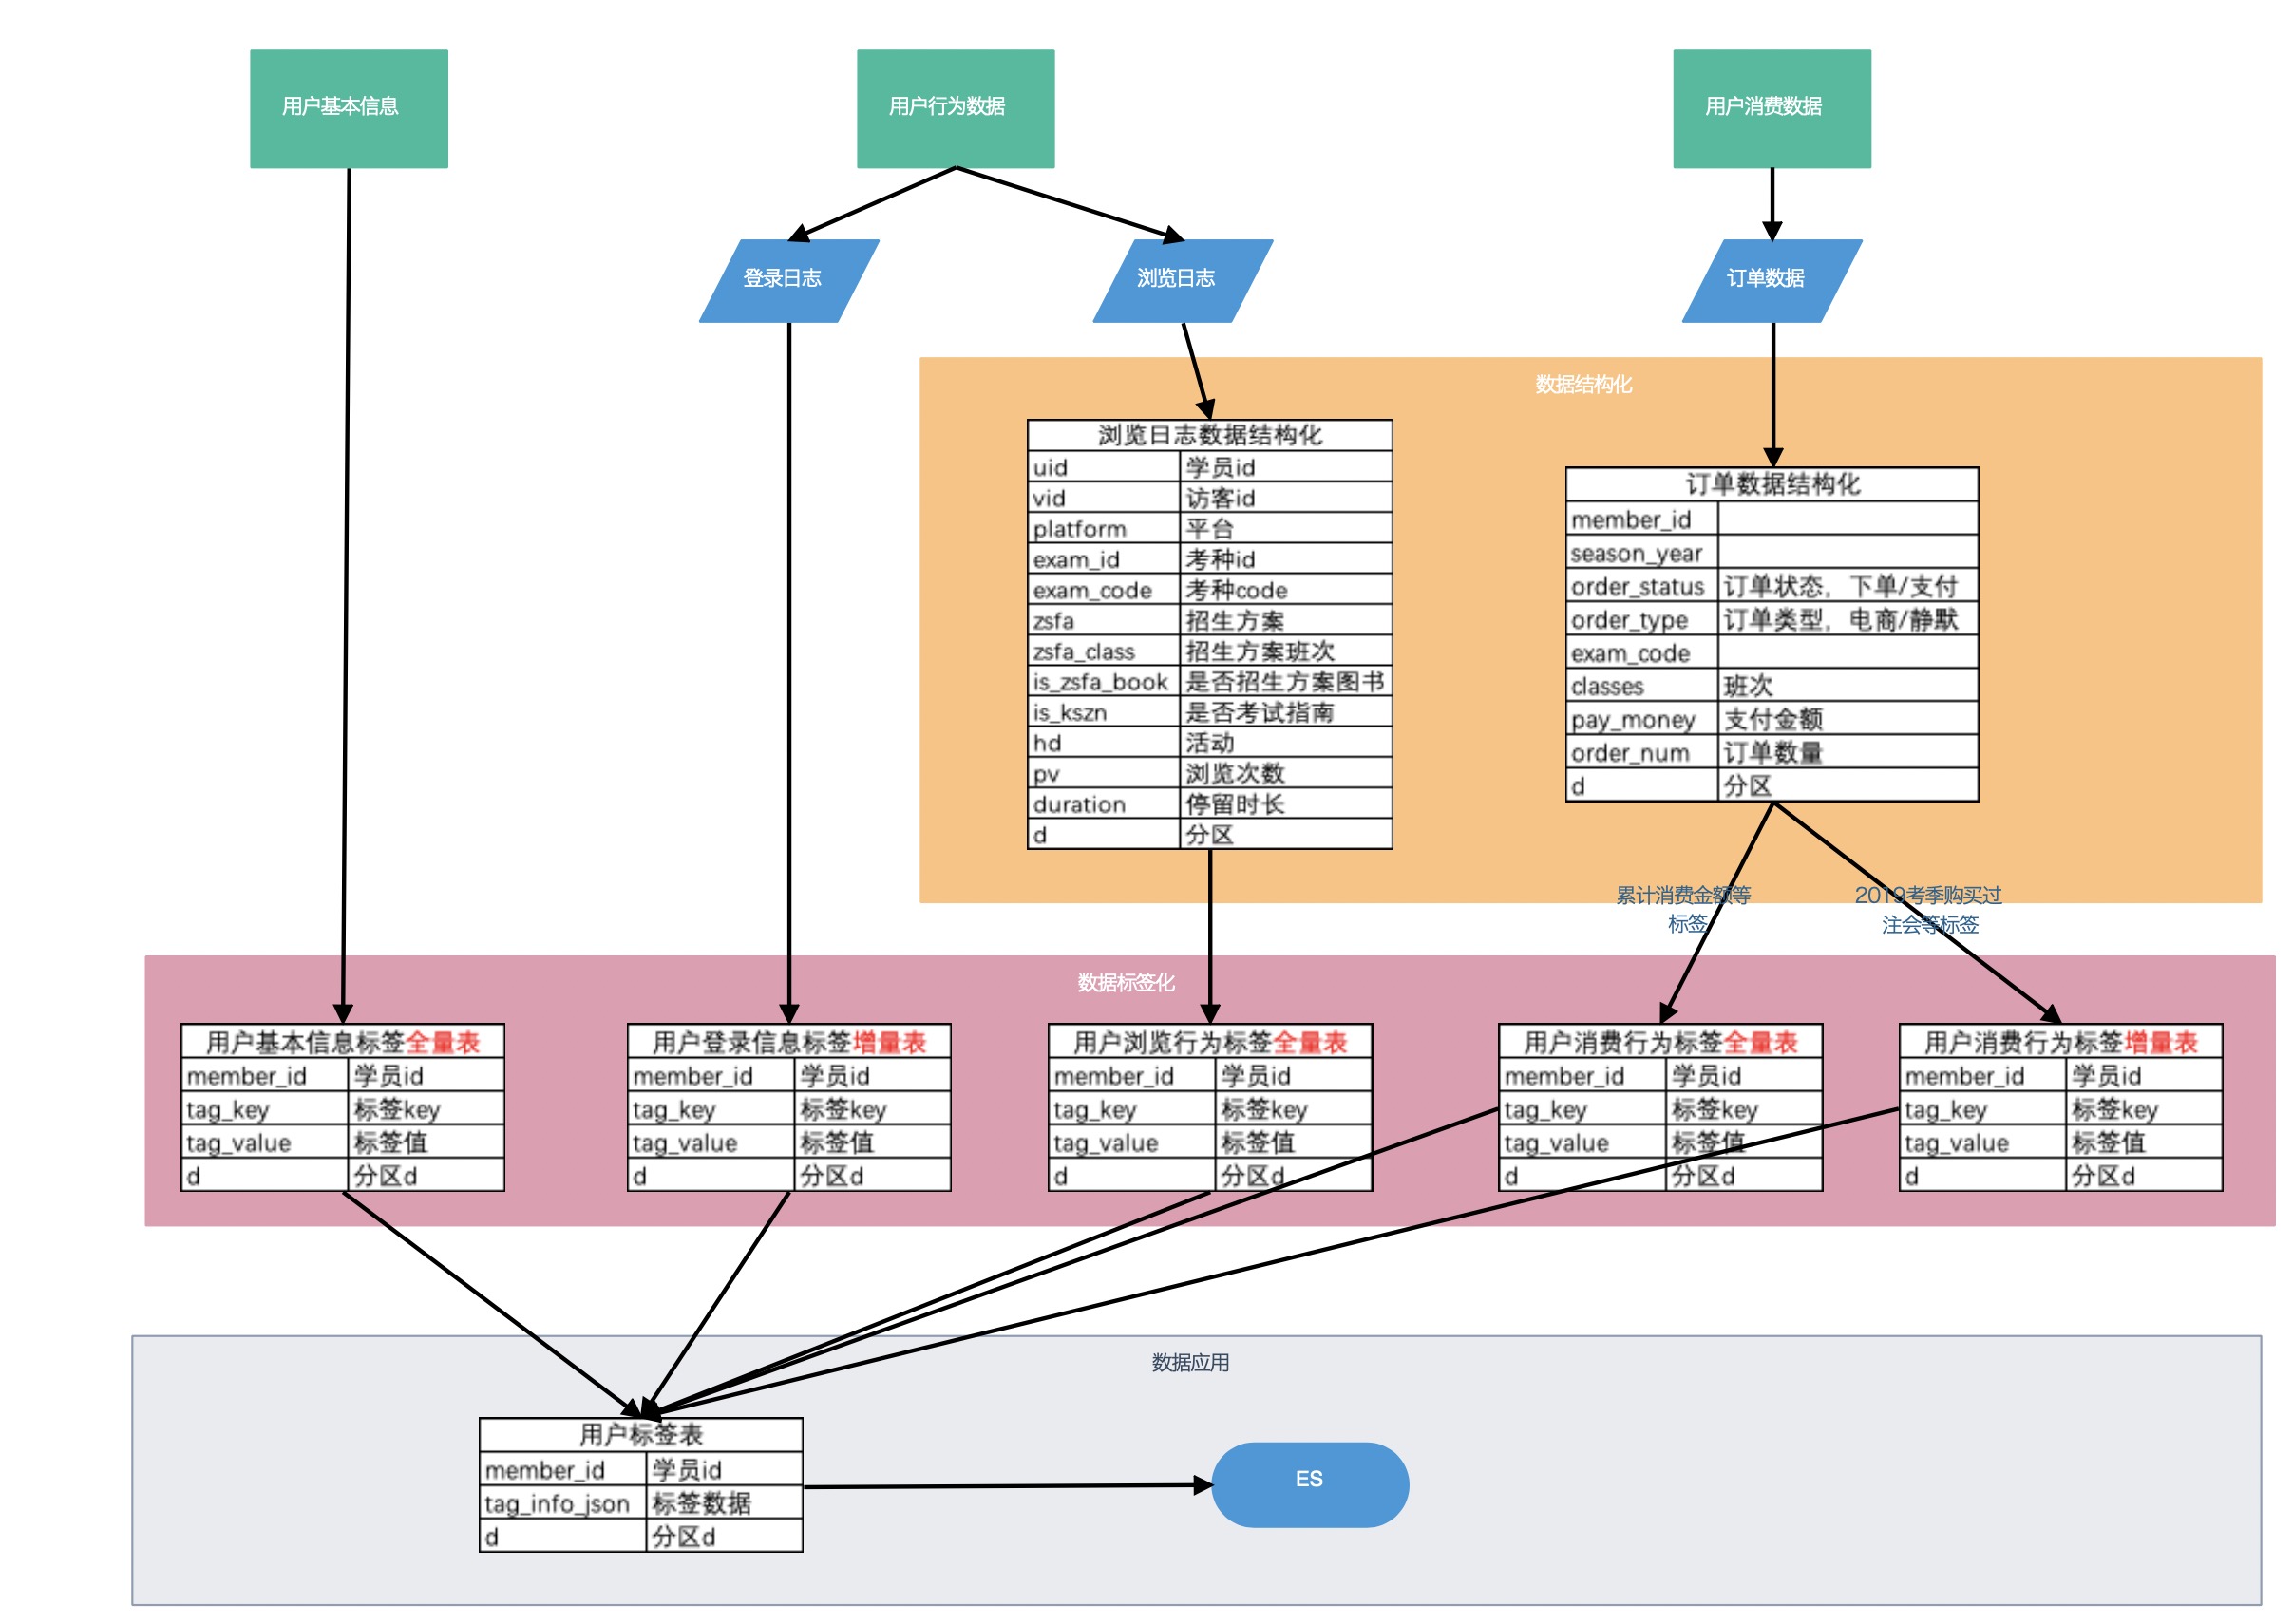 用户基本信息
用户行为数据
用户消费数据
登录日志
浏览日志
订单数据
数据结构化
浏览日志数据结构化
uid 学员id
vid 访客id
platform 平台
exam_id 考种id
exam_code 考种code
zsfa 招生方案
zsfa_class 招生方案班次
is_zsfa_book 是否招生方案图书
is_kszn 是否考试指南
hd 活动
pv 浏览次数
duration 停留时长
d 分区
订单数据结构化
member_id
season_year
order_status 订单状态，下单/支付
order_type 订单类型，电商/静默
exam_code
classes 班次
pay_money 支付金额
order_num 订单数量
d 分区
累计消费金额等
标签
2019考季购买过
注会等标签
数据标签化
用户基本信息标签全量表
member_id 学员id
tag_key 标签key
tag_value 标签值
d 分区d
用户登录信息标签增量表
member_id 学员id
tag_key 标签key
tag_value 标签值
d 分区d
用户浏览行为标签全量表
member_id 学员id
tag_key 标签key
tag_value 标签值
d 分区d
用户消费行为标签全量表
member_id 学员id
tag_key 标签key
tag_value 标签值
d 分区d
用户消费行为标签增量表
member_id 学员id
tag_key 标签key
tag_value 标签值
d 分区d
数据应用
用户标签表
member_id 学员id
tag_info_json 标签数据
d 分区d
ES